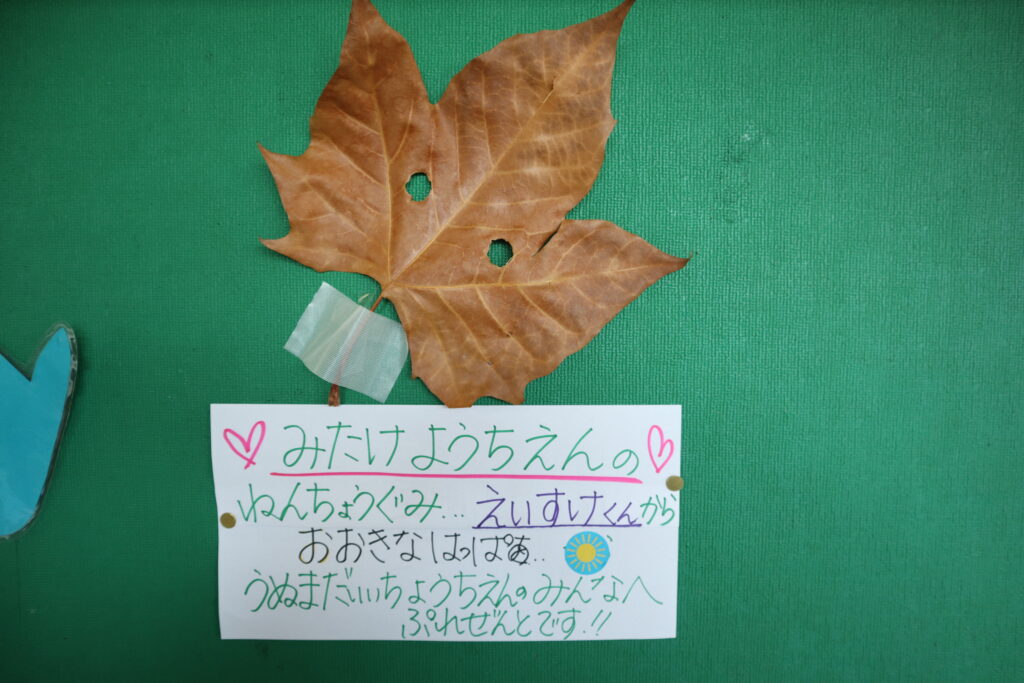 みたけようちえんの
ねんちょうぐみ... えいすけくんから
おおきなはっぱぁ..
うぬまだいいちようちえんのみんなへ
ぷれぜんとです!!